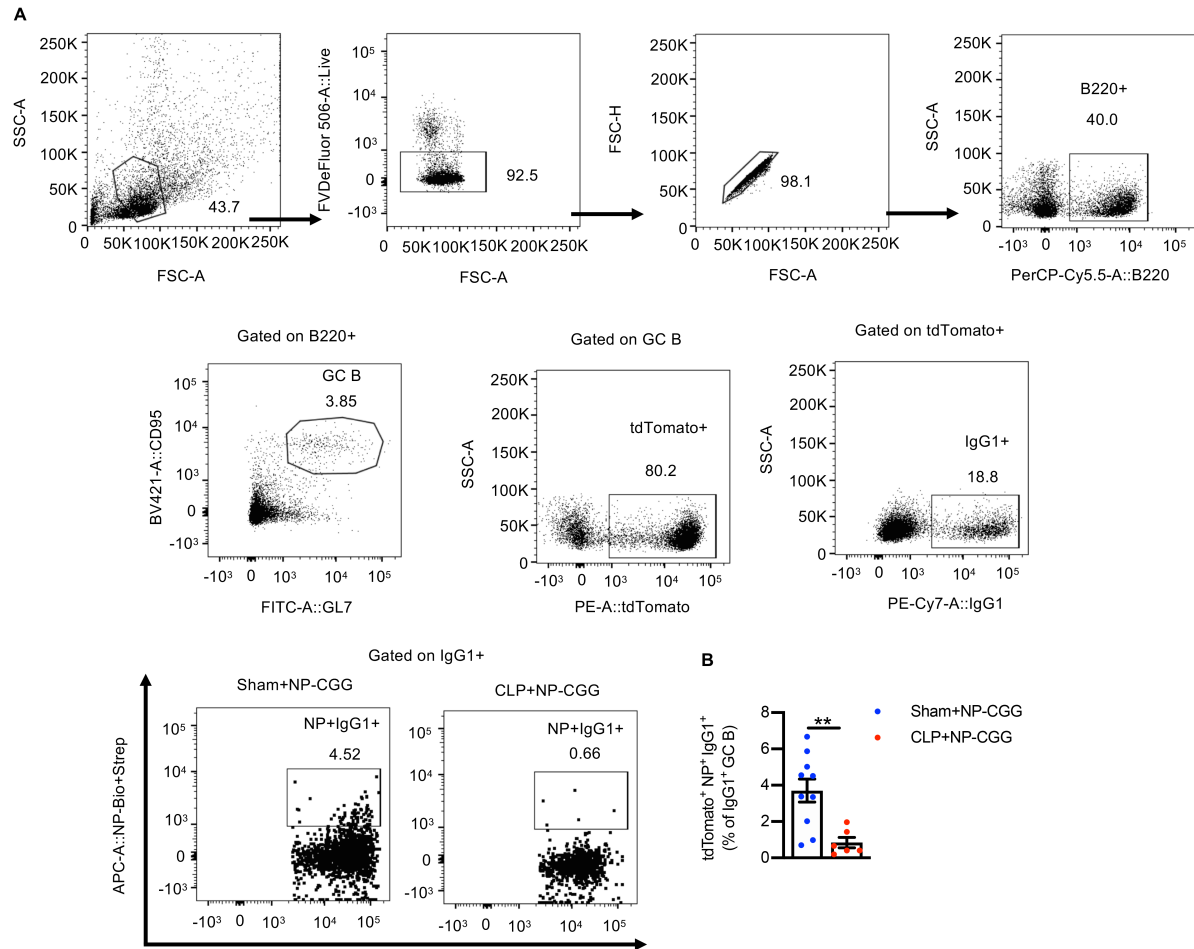 A
250K
200K
150K
100K
50K
0
SSC-A
43.7
0 50K 100K 150K 200K 250K
FSC-A
10⁵
10⁴
10³
0
-10³
FVDeFluor 506-A::Live
92.5
0 50K 100K 150K 200K 250K
FSC-A
250K
200K
150K
100K
50K
0
FSC-H
98.1
0 50K 100K 150K 200K 250K
FSC-A
250K
200K
150K
100K
50K
0
SSC-A
B220+
40.0
-10³ 0 10³ 10⁴ 10⁵
PerCP-Cy5.5-A::B220
Gated on B220+
GC B
3.85
10⁵
10⁴
10³
0
-10³
BV421-A::CD95
-10³ 0 10³ 10⁴ 10⁵
FITC-A::GL7
Gated on GC B
250K
200K
150K
100K
50K
0
SSC-A
tdTomato+
80.2
-10³ 0 10³ 10⁴ 10⁵
PE-A::tdTomato
Gated on tdTomato+
250K
200K
150K
100K
50K
0
SSC-A
IgG1+
18.8
-10³ 0 10³ 10⁴ 10⁵
PE-Cy7-A::IgG1
Gated on IgG1+
Sham+NP-CGG
NP+IgG1+
4.52
10⁵
10⁴
10³
0
-10³
APC-A::NP-Bio+Strep
-10³ 0 10³ 10⁴ 10⁵
CLP+NP-CGG
NP+IgG1+
0.66
10⁵
10⁴
10³
0
-10³
-10³ 0 10³ 10⁴ 10⁵
B
8
6
4
2
0
tdTomato⁺ NP⁺ IgG1⁺
(% of IgG1⁺ GC B)
**
Sham+NP-CGG
CLP+NP-CGG